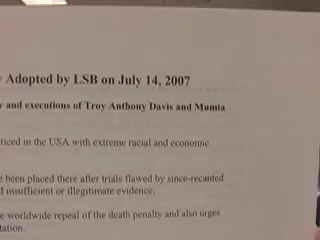 Adopted by LSB on July 14, 2007
and executions of Troy Anthony Davis and Mumia
ticed in the USA with extreme racial and economic
been placed there after trials flawed by since-recanted
insufficient or illegitimate evidence.
worldwide repeal of the death penalty and also urges
tation.